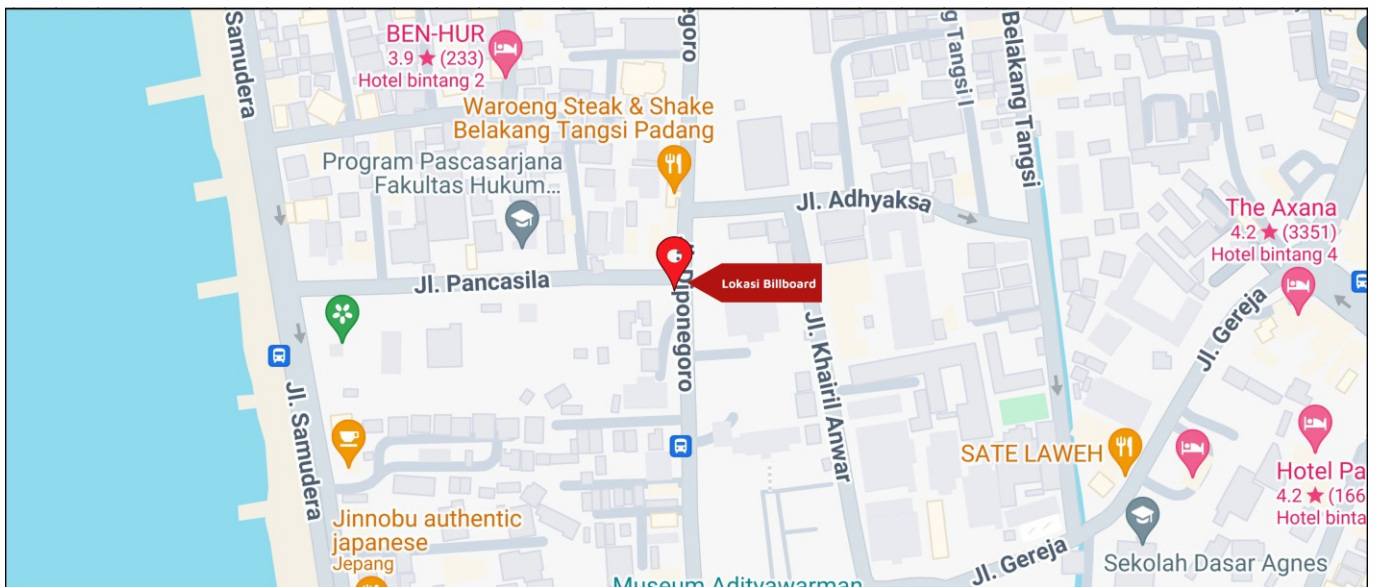 Samudera
BEN-HUR
3.9 ★ (233)
Hotel bintang 2
egoro
g Tangsi I
Belakang Tangsi
Waroeng Steak & Shake
Belakang Tangsi Padang
Program Pascasarjana
Fakultas Hukum...
Jl. Adhyaksa
The Axana
4.2 ★ (3351)
Hotel bintang 4
Jl. Pancasila
Lokasi Billboard
Diponegoro
Jl. Khairil Anwar
Jl. Gereja
Jl. Samudera
SATE LAWEH
Hotel Pa
4.2 ★ (166
Hotel binta
Jinnobu authentic
japanese
Jepang
Jl. Gereja
Sekolah Dasar Agnes
Museum Adityawarman